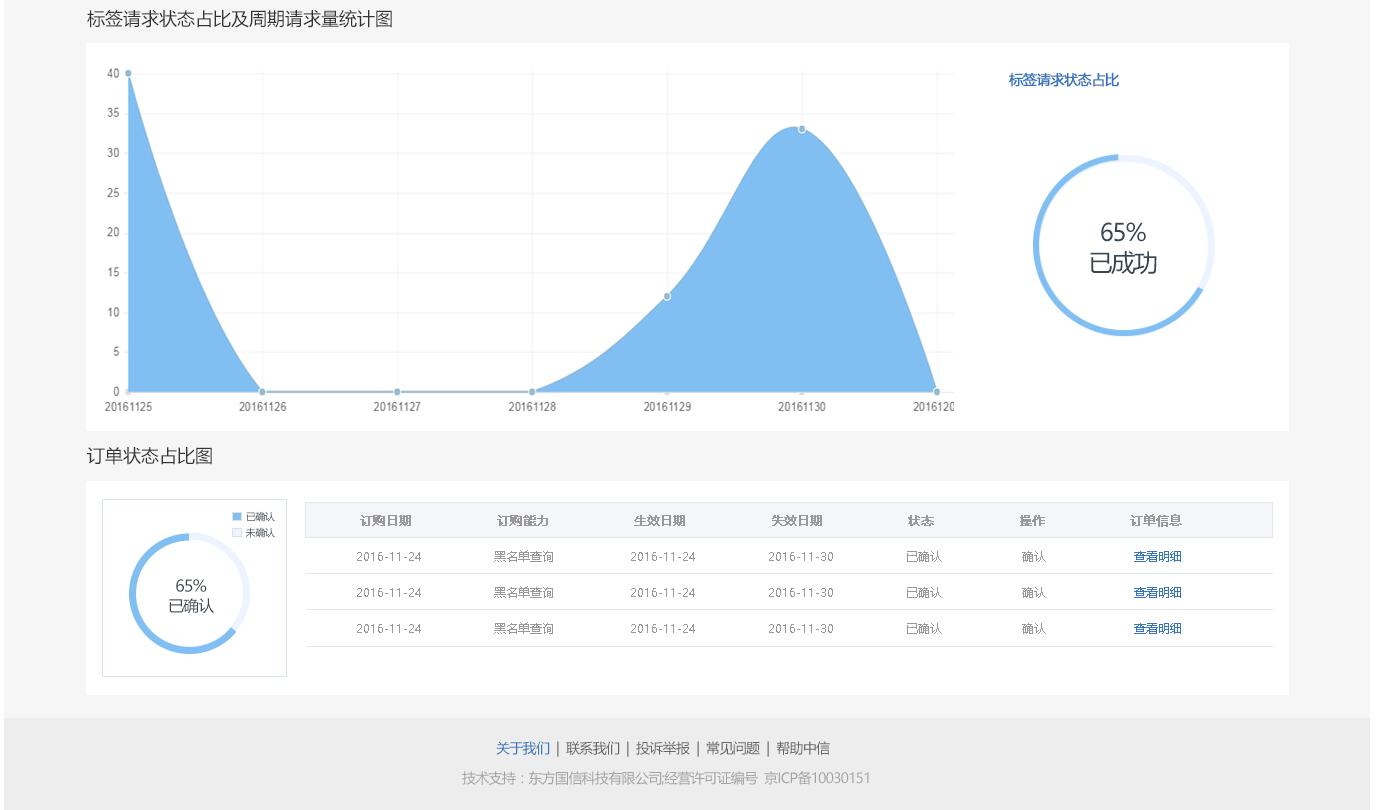 标签请求状态占比及周期请求量统计图
标签请求状态占比
40
35
30
25
20
15
10
5
0
20161125 20161126 20161127 20161128 20161129 20161130 2016120
65%
已成功
订单状态占比图
已确认
未确认
65%
已确认
订购日期 订购能力 生效日期 失效日期 状态 操作 订单信息
2016-11-24 黑名单查询 2016-11-24 2016-11-30 已确认 确认 查看明细
2016-11-24 黑名单查询 2016-11-24 2016-11-30 已确认 确认 查看明细
2016-11-24 黑名单查询 2016-11-24 2016-11-30 已确认 确认 查看明细
关于我们 | 联系我们 | 投诉举报 | 常见问题 | 帮助中信
技术支持：东方国信科技有限公司;经营许可证编号 京ICP备10030151